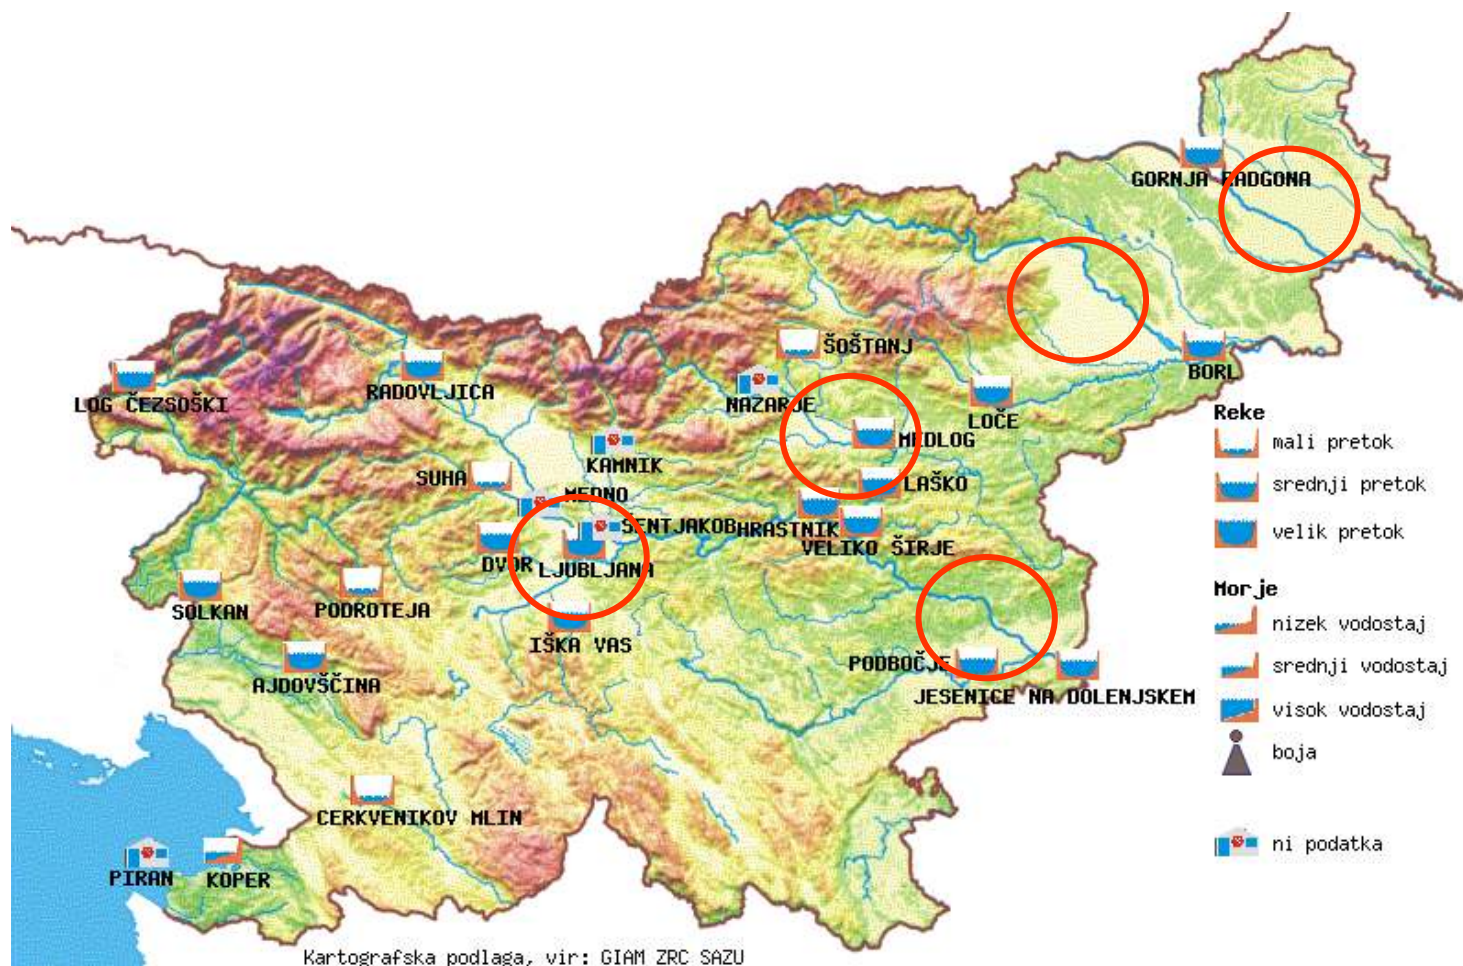 GORNJA RADGONA
ŠOŠTANJ
BORL
RADOVLJICA
LOG ČEZSOŠKI
NAZARJE
LOČE
MEDLOG
KAMNIK
SUHA
LAŠKO
MEDNO
ŠENTJAKOB
HRASTNIK
VELIKO ŠIRJE
DVOR
LJUBLJANA
SOLKAN
PODROTEJA
IŠKA VAS
PODBOČJE
AJDOVŠČINA
JESENICE NA DOLENJSKEM
CERKVENIKOV MLIN
PIRAN
KOPER
Reke
mali pretok
srednji pretok
velik pretok
Morje
nizek vodostaj
srednji vodostaj
visok vodostaj
boja
ni podatka
Kartografska podlaga, vir: GIAM ZRC SAZU